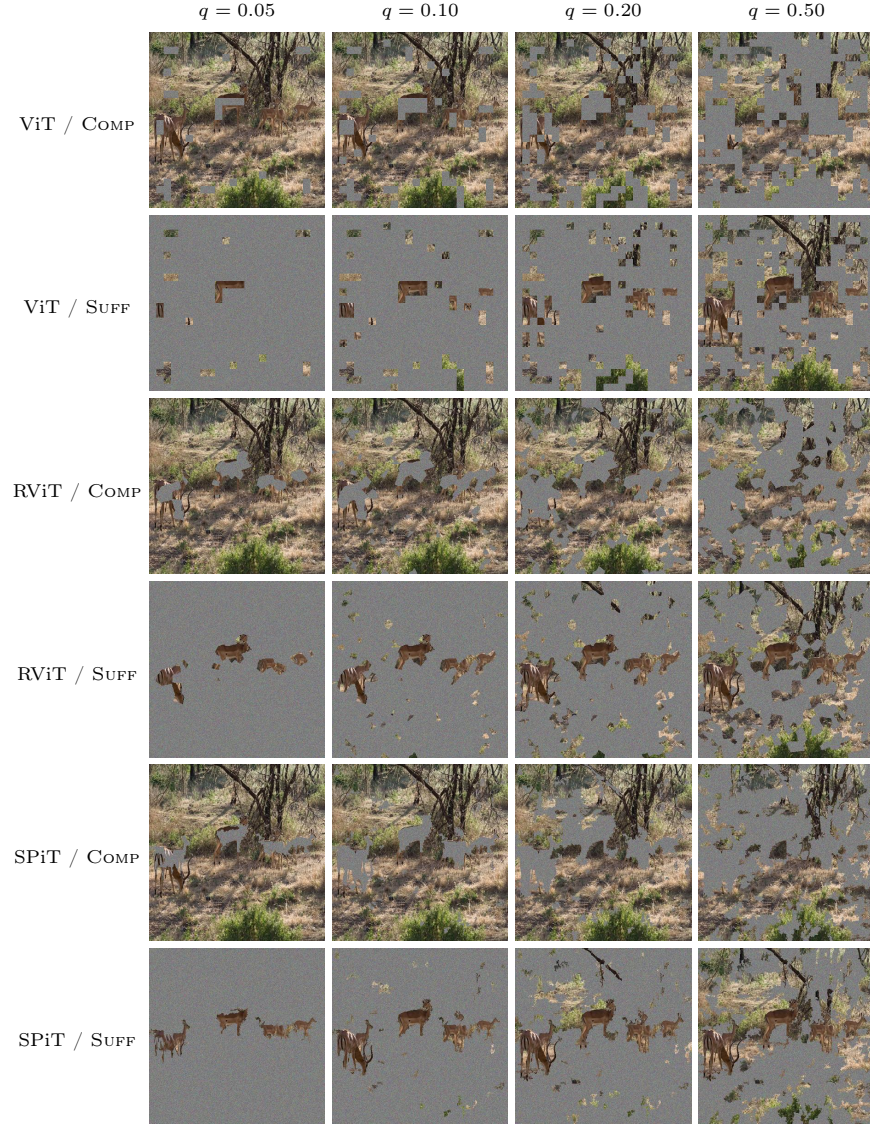 q = 0.05 q = 0.10 q = 0.20 q = 0.50
ViT / Comp
ViT / Suff
RViT / Comp
RViT / Suff
SPiT / Comp
SPiT / Suff